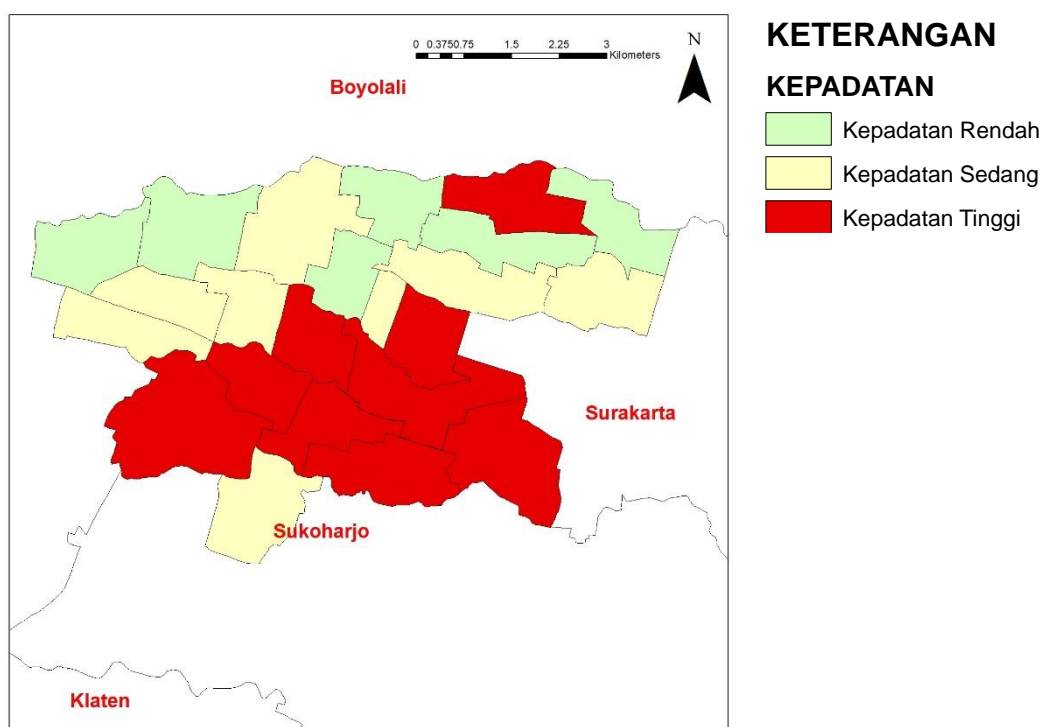 0 0.3750.75 1.5 2.25 3
Kilometers
N
Boyolali
Surakarta
Sukoharjo
Klaten
KETERANGAN
KEPADATAN
Kepadatan Rendah
Kepadatan Sedang
Kepadatan Tinggi